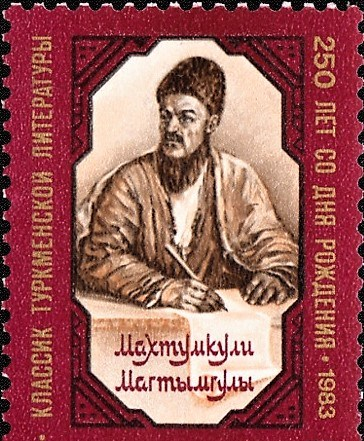 КЛАССИК ТУРКМЕНСКОЙ ЛИТЕРАТУРЫ
250 ЛЕТ СО ДНЯ РОЖДЕНИЯ · 1983
Махтумкули
Магтымгулы